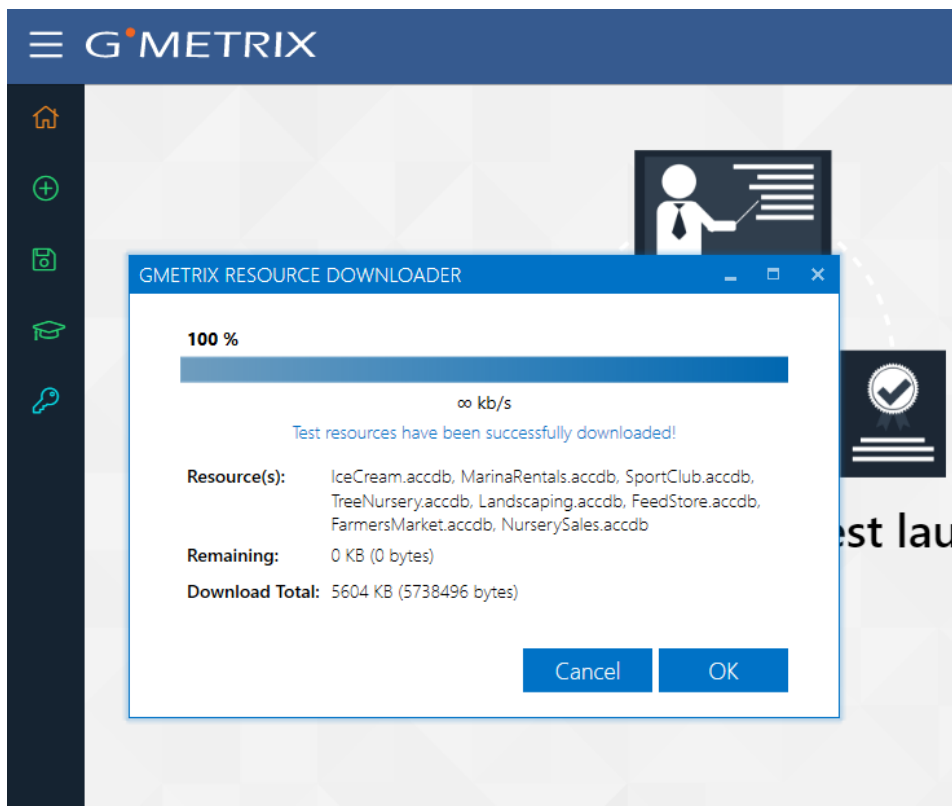 G METRIX
GMETRIX RESOURCE DOWNLOADER
100 %
∞ kb/s
Test resources have been successfully downloaded!
Resource(s): IceCream.accdb, MarinaRentals.accdb, SportClub.accdb,
TreeNursery.accdb, Landscaping.accdb, FeedStore.accdb,
FarmersMarket.accdb, NurserySales.accdb
est lau
Remaining: 0 KB (0 bytes)
Download Total: 5604 KB (5738496 bytes)
Cancel OK